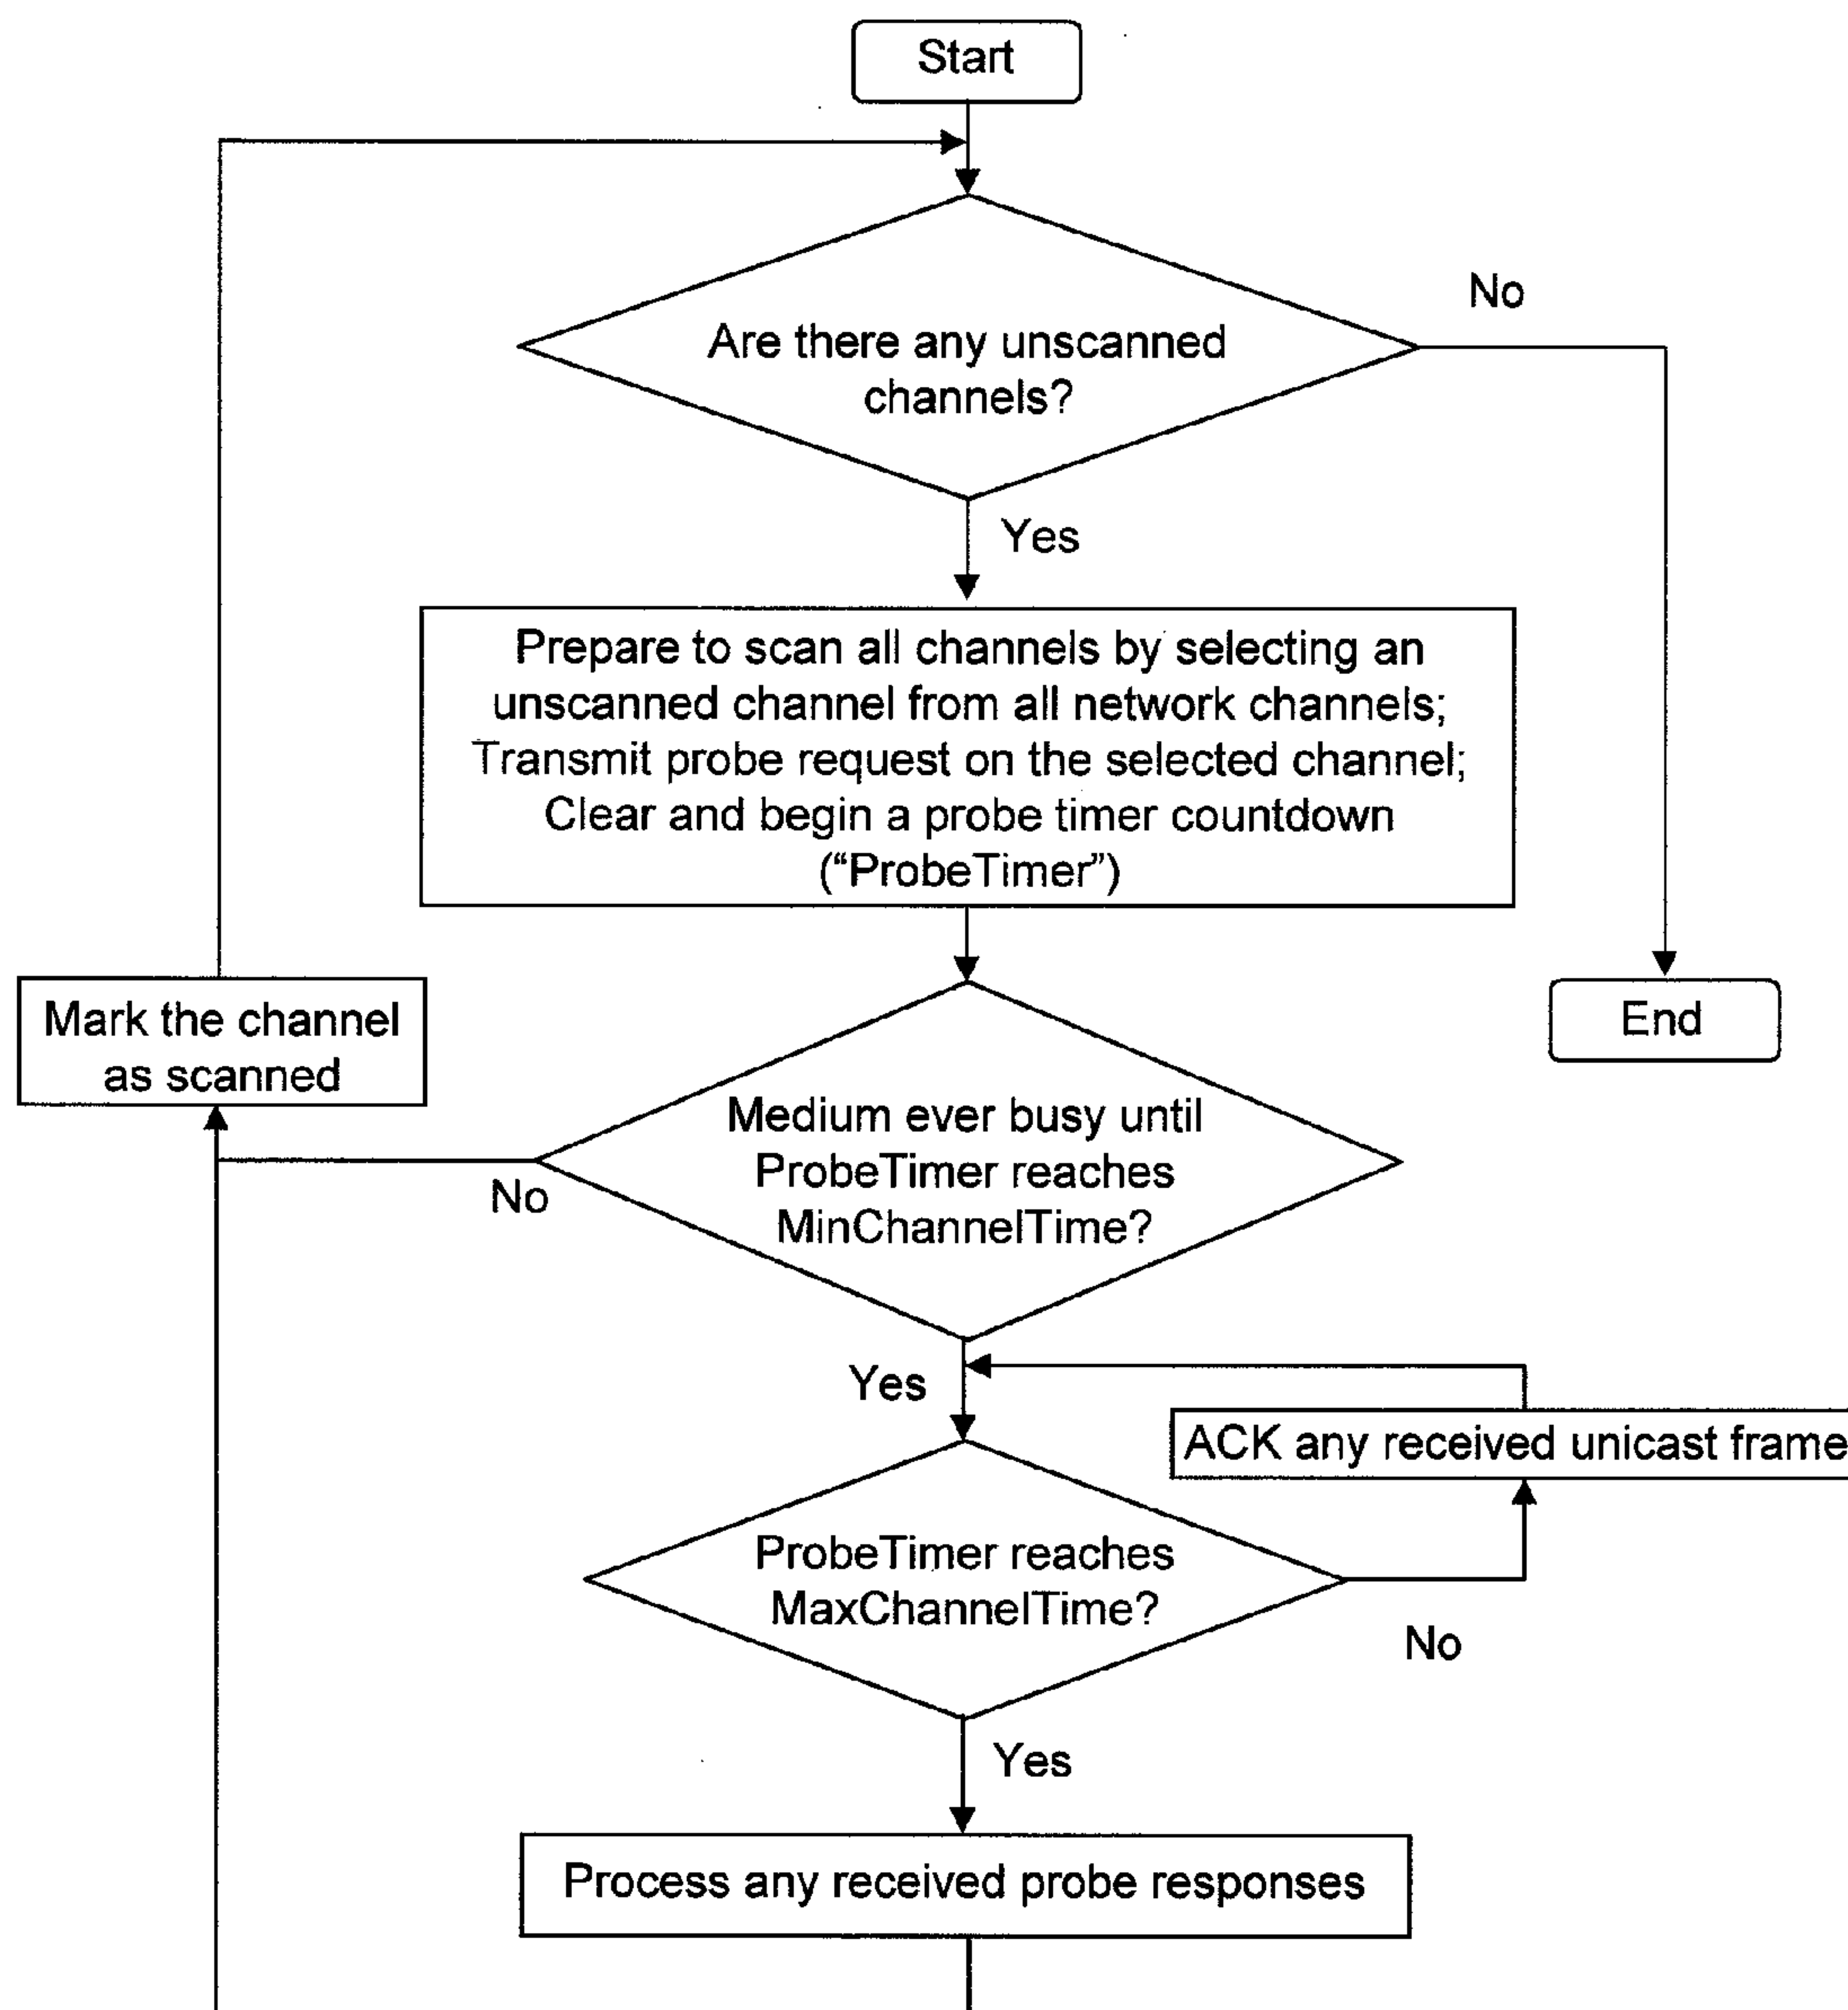 Start
No
Are there any unscanned
channels?
Yes
Prepare to scan all channels by selecting an
unscanned channel from all network channels;
Transmit probe request on the selected channel;
Clear and begin a probe timer countdown
(“ProbeTimer”)
Mark the channel
as scanned
End
Medium ever busy until
ProbeTimer reaches
MinChannelTime?
No
Yes
ACK any received unicast frame
ProbeTimer reaches
MaxChannelTime?
No
Yes
Process any received probe responses